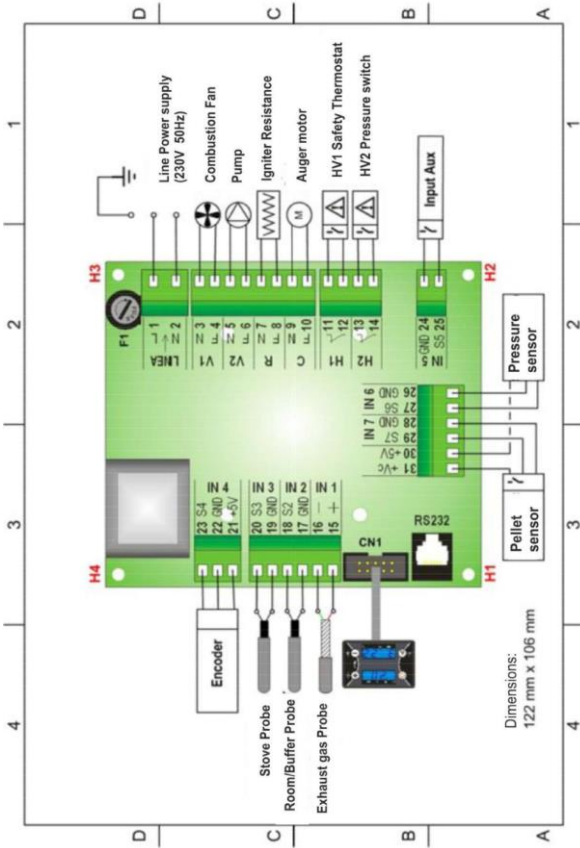 D
C
B
A
1
1
2
2
3
3
4
4
D
C
B
A
H3
H2
H4
H1
F1
Line Power supply
(230V 50Hz)
Combustion Fan
Pump
Igniter Resistance
Auger motor
M
HV1 Safety Thermostat
HV2 Pressure switch
Input Aux
LINEA
1 L
2 N
V1
3 N
4 F
V2
5 N
6 F
R
7 N
8 F
C
9 N
10 F
H1
11
12
H2
13
14
IN 5
GND 24
S5 25
IN 6
26 GND
27 S6
IN 7
28 GND
29 S7
30 +5V
31 +Vc
Pressure
sensor
Pellet
sensor
IN 4
23 S4
22 GND
21 +5V
IN 3
20 S3
19 GND
IN 2
18 S2
17 GND
IN 1
16 –
15 +
CN1
RS232
Encoder
Stove Probe
Room/Buffer Probe
Exhaust gas Probe
Dimensions:
122 mm x 106 mm